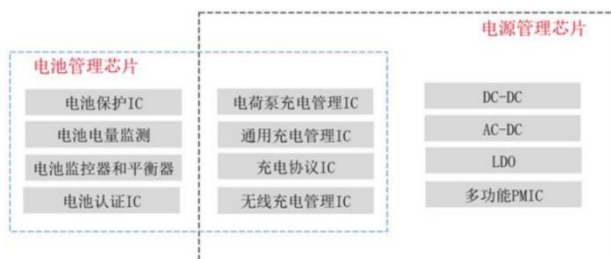 电源管理芯片
电池管理芯片
电池保护IC
电池电量监测
电池监控器和平衡器
电池认证IC
电荷泵充电管理IC
通用充电管理IC
充电协议IC
无线充电管理IC
DC-DC
AC-DC
LDO
多功能PMIC